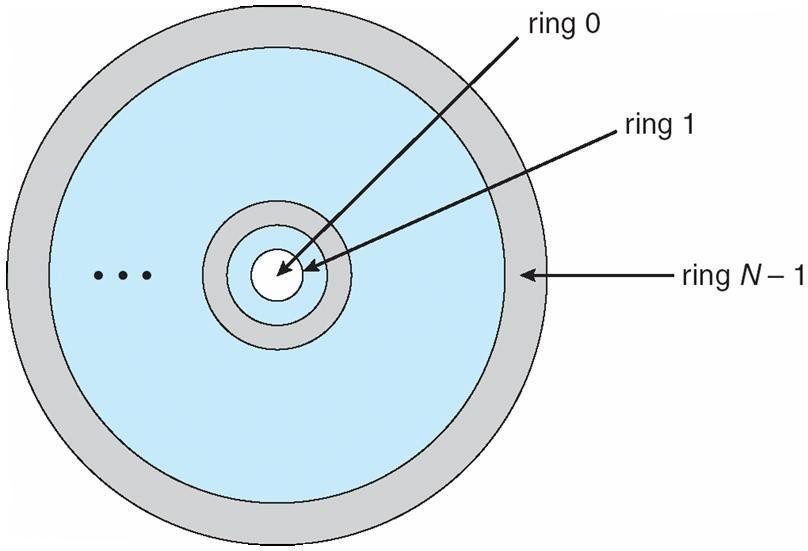 ring 0
ring 1
• • •
ring N – 1